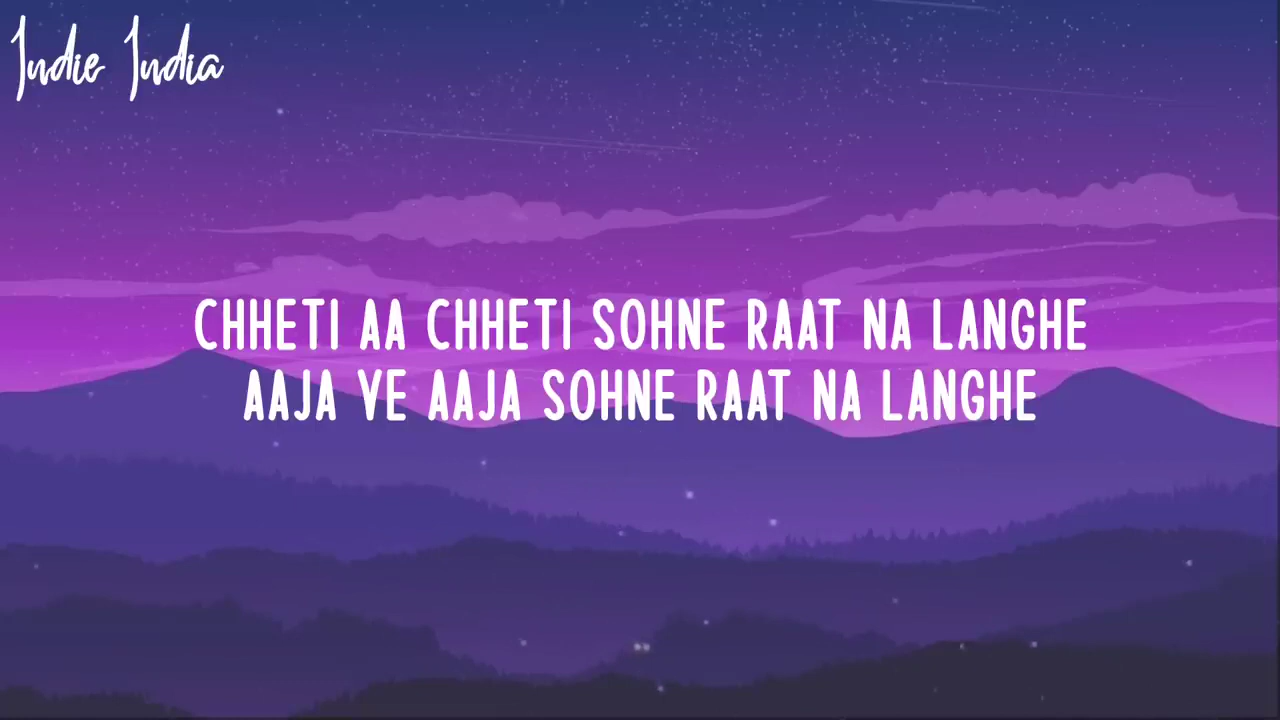 Indie India
CHHETI AA CHHETI SOHNE RAAT NA LANGHE
AAJA VE AAJA SOHNE RAAT NA LANGHE